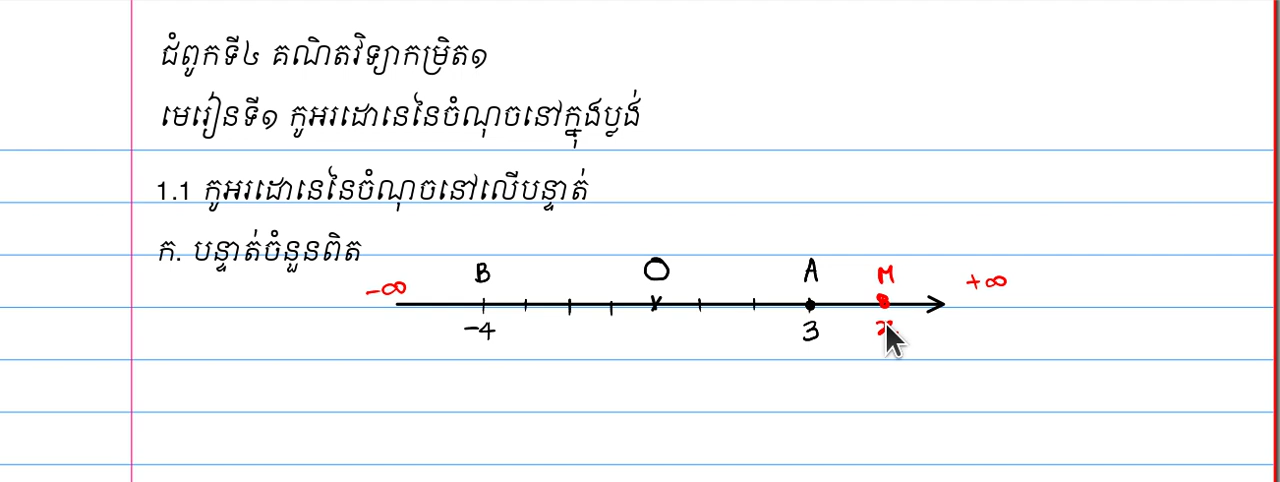 ជំពូកទី៤ គណិតវិទ្យាកម្រិត១
មេរៀនទី១ កូអរដោនេនៃចំណុចនៅក្នុងប្លង់
1.1 កូអរដោនេនៃចំណុចនៅលើបន្ទាត់
ក. បន្ទាត់ចំនួនពិត
B O A M
-∞ +∞
-4 3